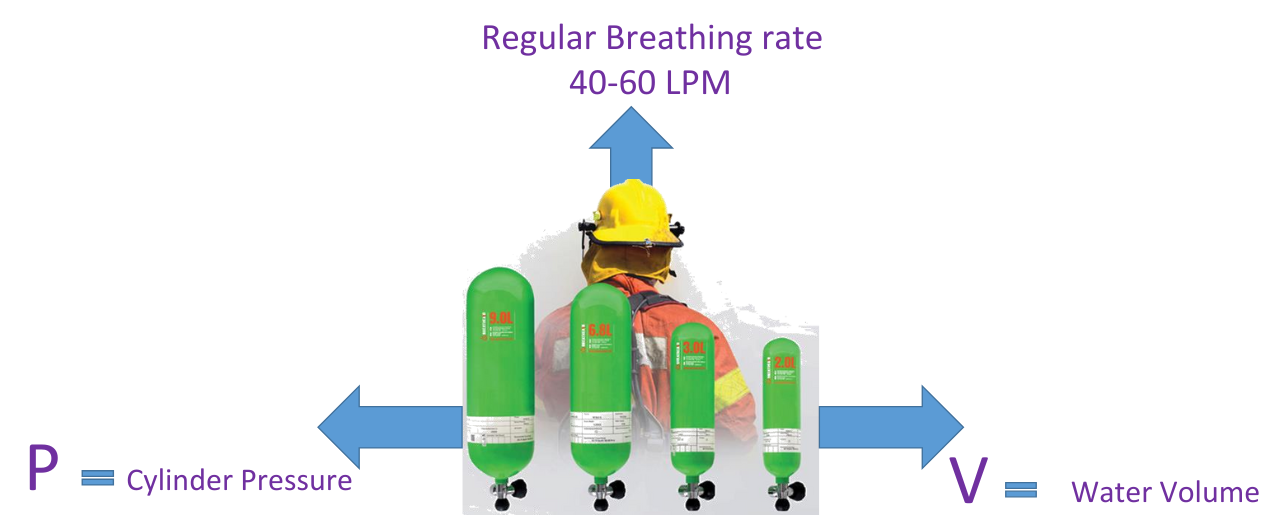 Regular Breathing rate
40-60 LPM
9.0L
6.8L
3.0L
2.0L
P = Cylinder Pressure
V = Water Volume